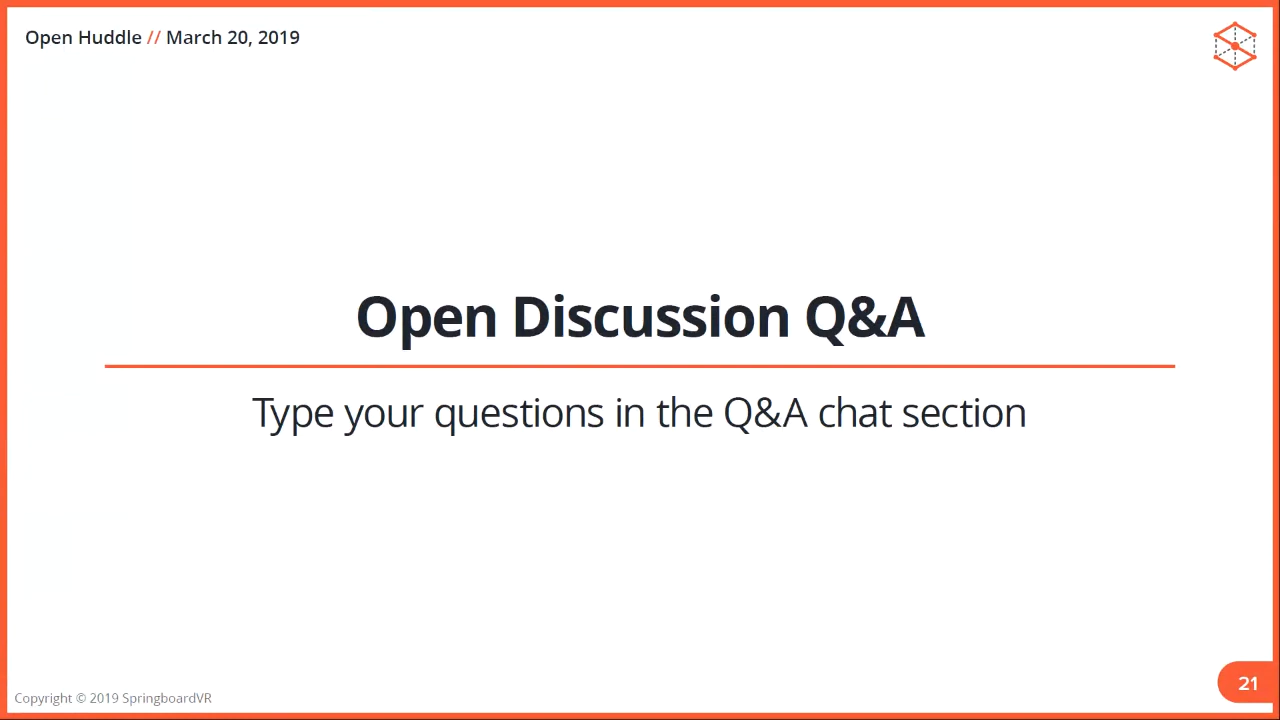 Open Huddle // March 20, 2019
Open Discussion Q&A
Type your questions in the Q&A chat section
Copyright © 2019 SpringboardVR
21